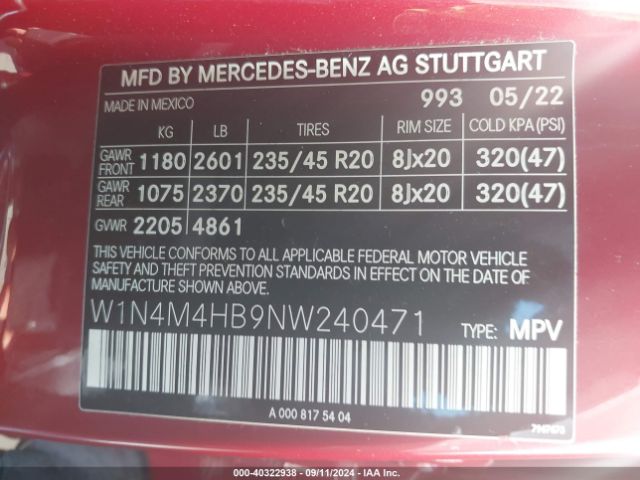 MFD BY MERCEDES-BENZ AG STUTTGART
MADE IN MEXICO 993 05/22
KG LB TIRES RIM SIZE COLD KPA(PSI)
GAWR FRONT 1180 2601 235/45 R20 8Jx20 320(47)
GAWR REAR 1075 2370 235/45 R20 8Jx20 320(47)
GVWR 2205 4861
THIS VEHICLE CONFORMS TO ALL APPLICABLE FEDERAL MOTOR VEHICLE
SAFETY AND THEFT PREVENTION STANDARDS IN EFFECT ON THE DATE OF
MANUFACTURE SHOWN ABOVE.
W1N4M4HB9NW240471 TYPE: MPV
A 000 817 54 04
000-40322938 - 09/11/2024 - IAA Inc.